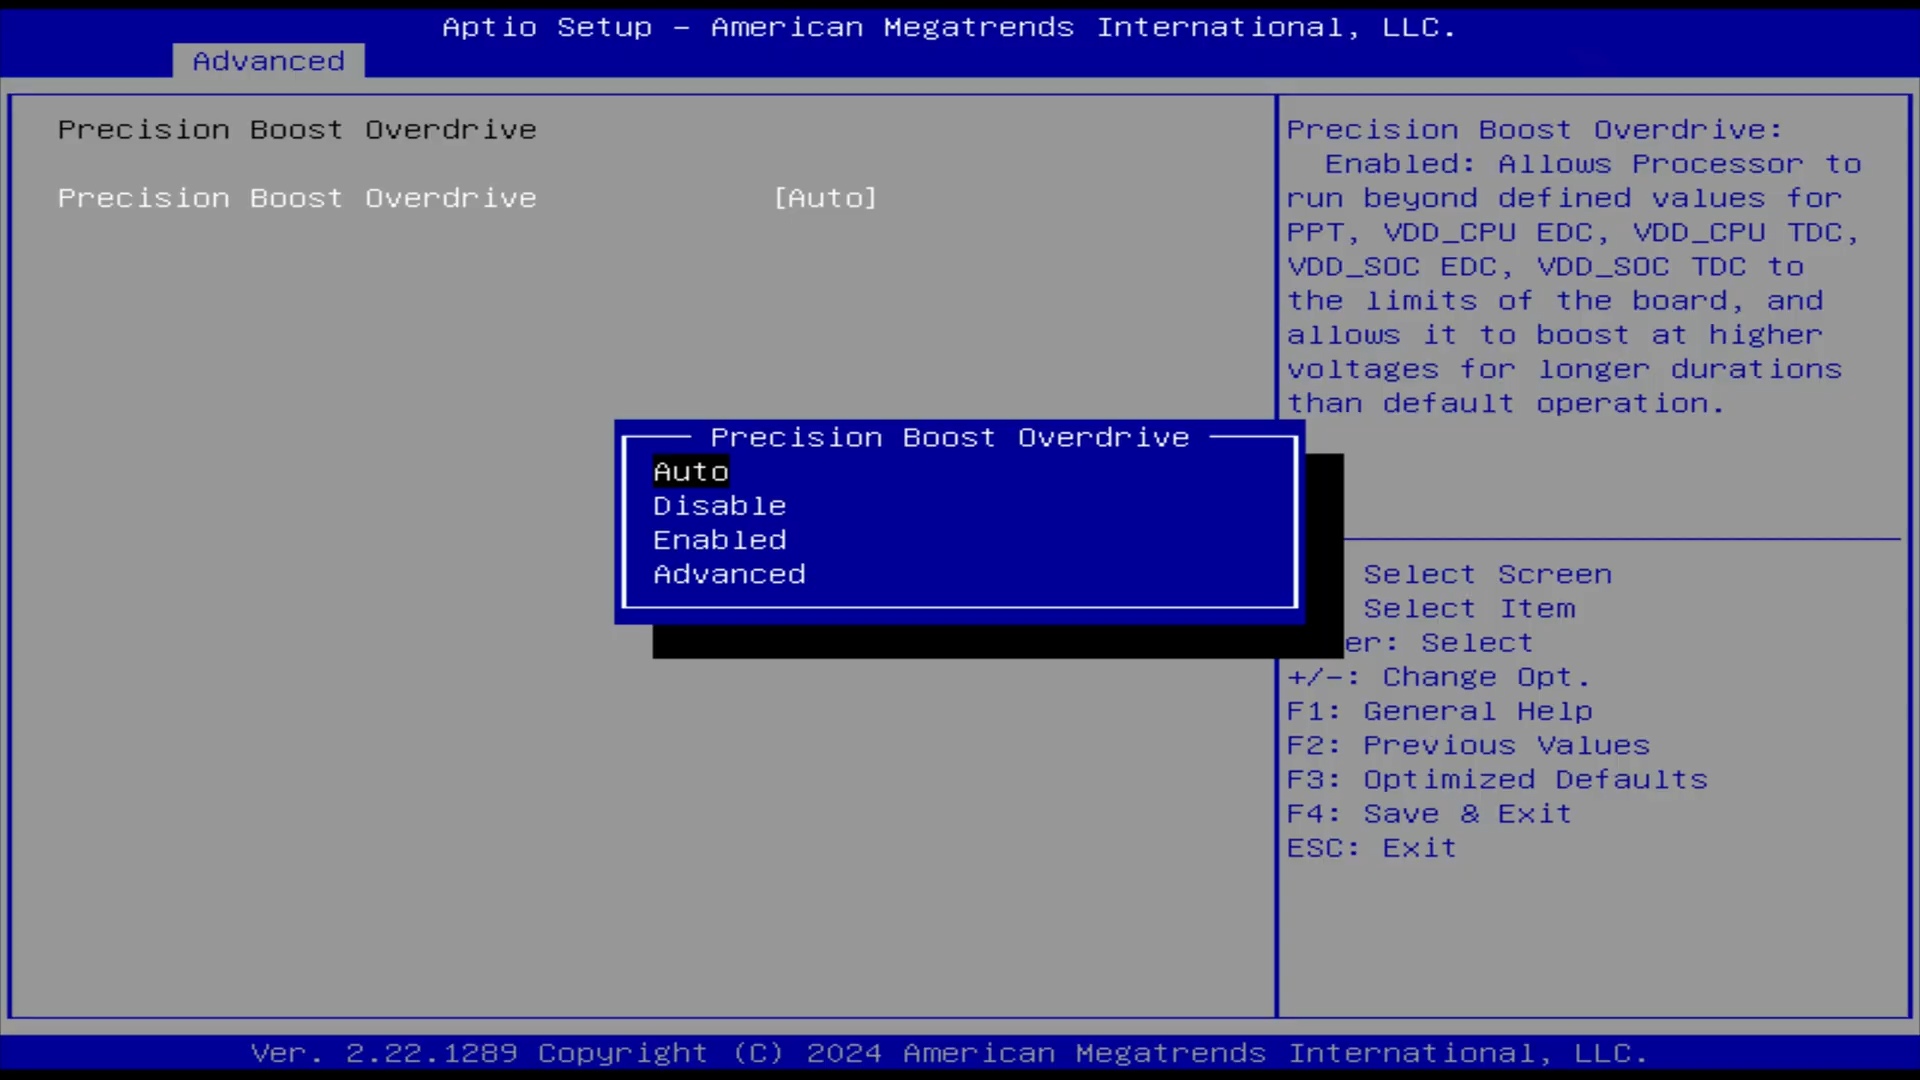 Aptio Setup - American Megatrends International, LLC.
Advanced
Precision Boost Overdrive
Precision Boost Overdrive [Auto]
Precision Boost Overdrive:
Enabled: Allows Processor to
run beyond defined values for
PPT, VDD_CPU EDC, VDD_CPU TDC,
VDD_SOC EDC, VDD_SOC TDC to
the limits of the board, and
allows it to boost at higher
voltages for longer durations
than default operation.
Precision Boost Overdrive
Auto
Disable
Enabled
Advanced
Select Screen
Select Item
er: Select
+/-: Change Opt.
F1: General Help
F2: Previous Values
F3: Optimized Defaults
F4: Save & Exit
ESC: Exit
Ver. 2.22.1289 Copyright (C) 2024 American Megatrends International, LLC.